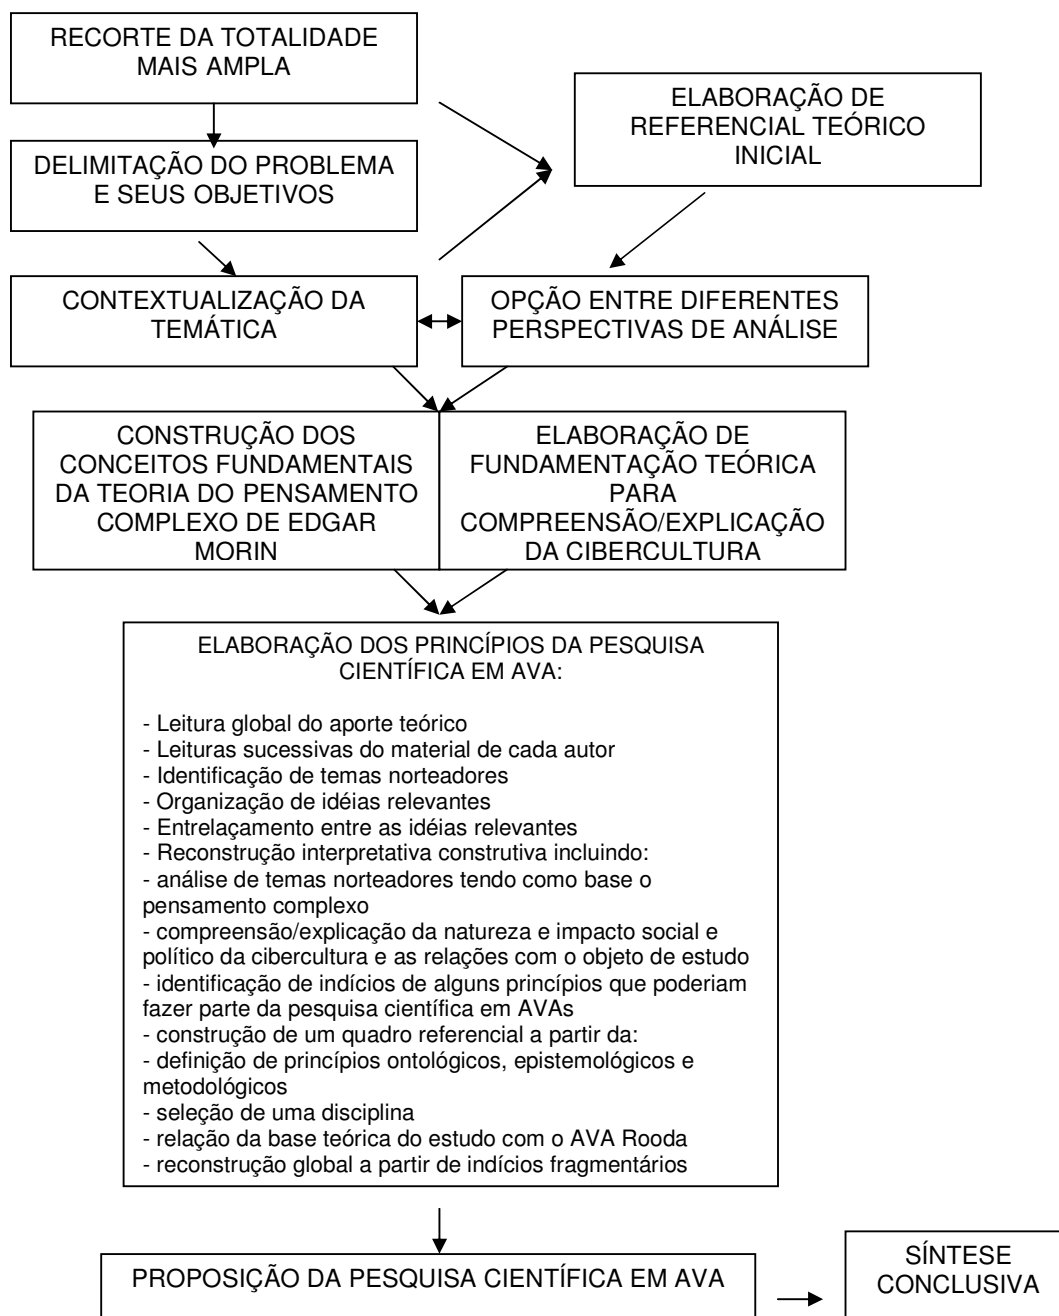 RECORTE DA TOTALIDADE
MAIS AMPLA
ELABORAÇÃO DE
REFERENCIAL TEÓRICO
INICIAL
DELIMITAÇÃO DO PROBLEMA
E SEUS OBJETIVOS
CONTEXTUALIZAÇÃO DA
TEMÁTICA
OPÇÃO ENTRE DIFERENTES
PERSPECTIVAS DE ANÁLISE
CONSTRUÇÃO DOS
CONCEITOS FUNDAMENTAIS
DA TEORIA DO PENSAMENTO
COMPLEXO DE EDGAR
MORIN
ELABORAÇÃO DE
FUNDAMENTAÇÃO TEÓRICA
PARA
COMPREENSÃO/EXPLICAÇÃO
DA CIBERCULTURA
ELABORAÇÃO DOS PRINCÍPIOS DA PESQUISA
CIENTÍFICA EM AVA:
- Leitura global do aporte teórico
- Leituras sucessivas do material de cada autor
- Identificação de temas norteadores
- Organização de idéias relevantes
- Entrelaçamento entre as idéias relevantes
- Reconstrução interpretativa construtiva incluindo:
- análise de temas norteadores tendo como base o
pensamento complexo
- compreensão/explicação da natureza e impacto social e
político da cibercultura e as relações com o objeto de estudo
- identificação de indícios de alguns princípios que poderiam
fazer parte da pesquisa científica em AVAs
- construção de um quadro referencial a partir da:
- definição de princípios ontológicos, epistemológicos e
metodológicos
- seleção de uma disciplina
- relação da base teórica do estudo com o AVA Rooda
- reconstrução global a partir de indícios fragmentários
PROPOSIÇÃO DA PESQUISA CIENTÍFICA EM AVA
SÍNTESE
CONCLUSIVA